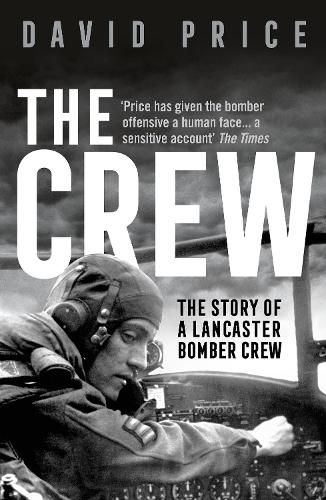 DAVID PRICE
THE
'Price has given the bomber
offensive a human face... a
sensitive account' The Times
CREW
THE STORY OF
A LANCASTER
BOMBER CREW